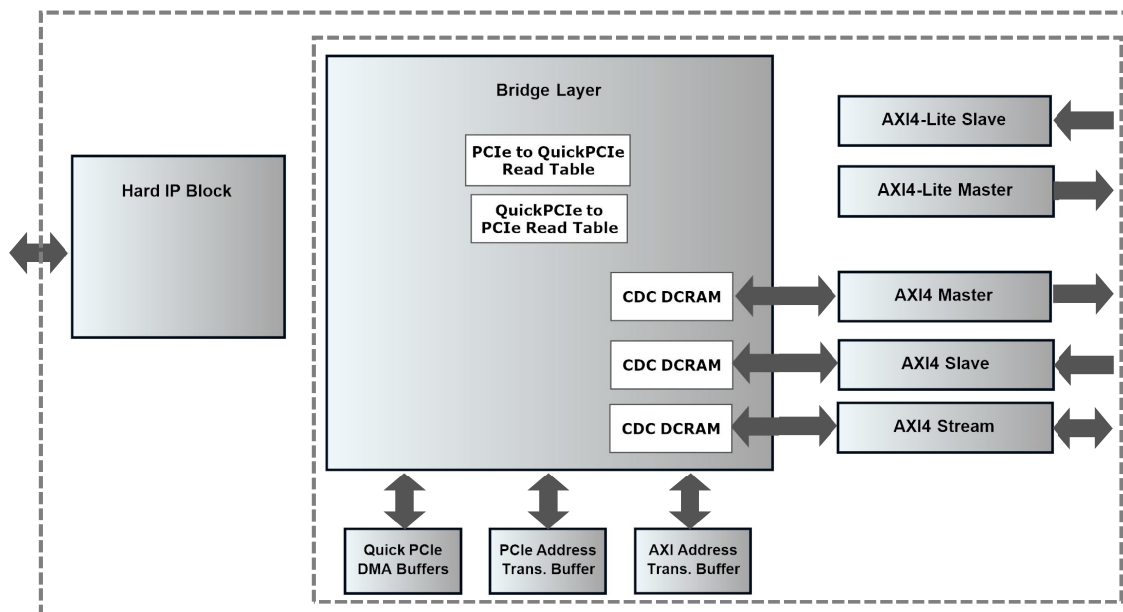 Bridge Layer
PCIe to QuickPCIe
Read Table
QuickPCIe to
PCIe Read Table
Hard IP Block
CDC DCRAM
CDC DCRAM
CDC DCRAM
AXI4-Lite Slave
AXI4-Lite Master
AXI4 Master
AXI4 Slave
AXI4 Stream
Quick PCIe
DMA Buffers
PCIe Address
Trans. Buffer
AXI Address
Trans. Buffer